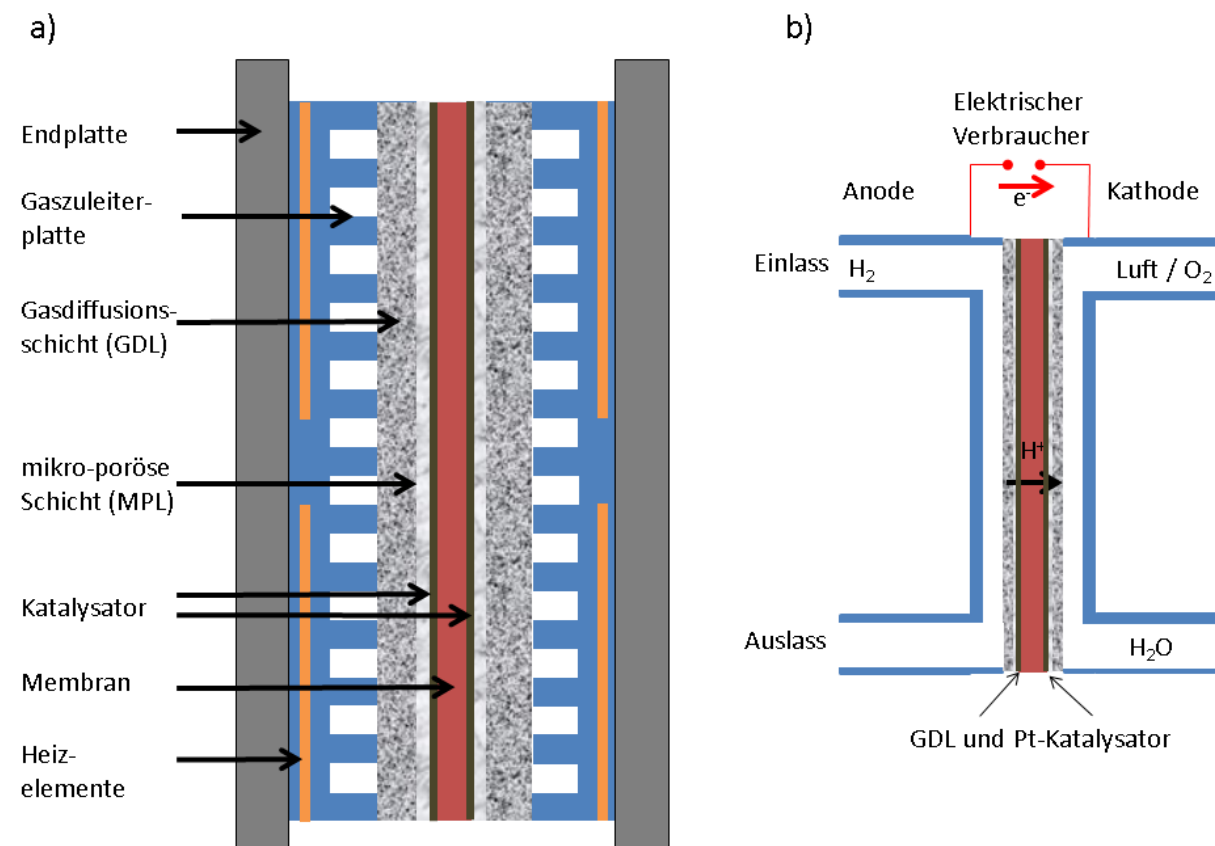 a)
Endplatte
Gaszuleiter-
platte
Gasdiffusions-
schicht (GDL)
mikro-poröse
Schicht (MPL)
Katalysator
Membran
Heiz-
elemente
b)
Elektrischer
Verbraucher
Anode
e⁻
Kathode
Einlass
H₂
Luft / O₂
H⁺
Auslass
H₂O
GDL und Pt-Katalysator